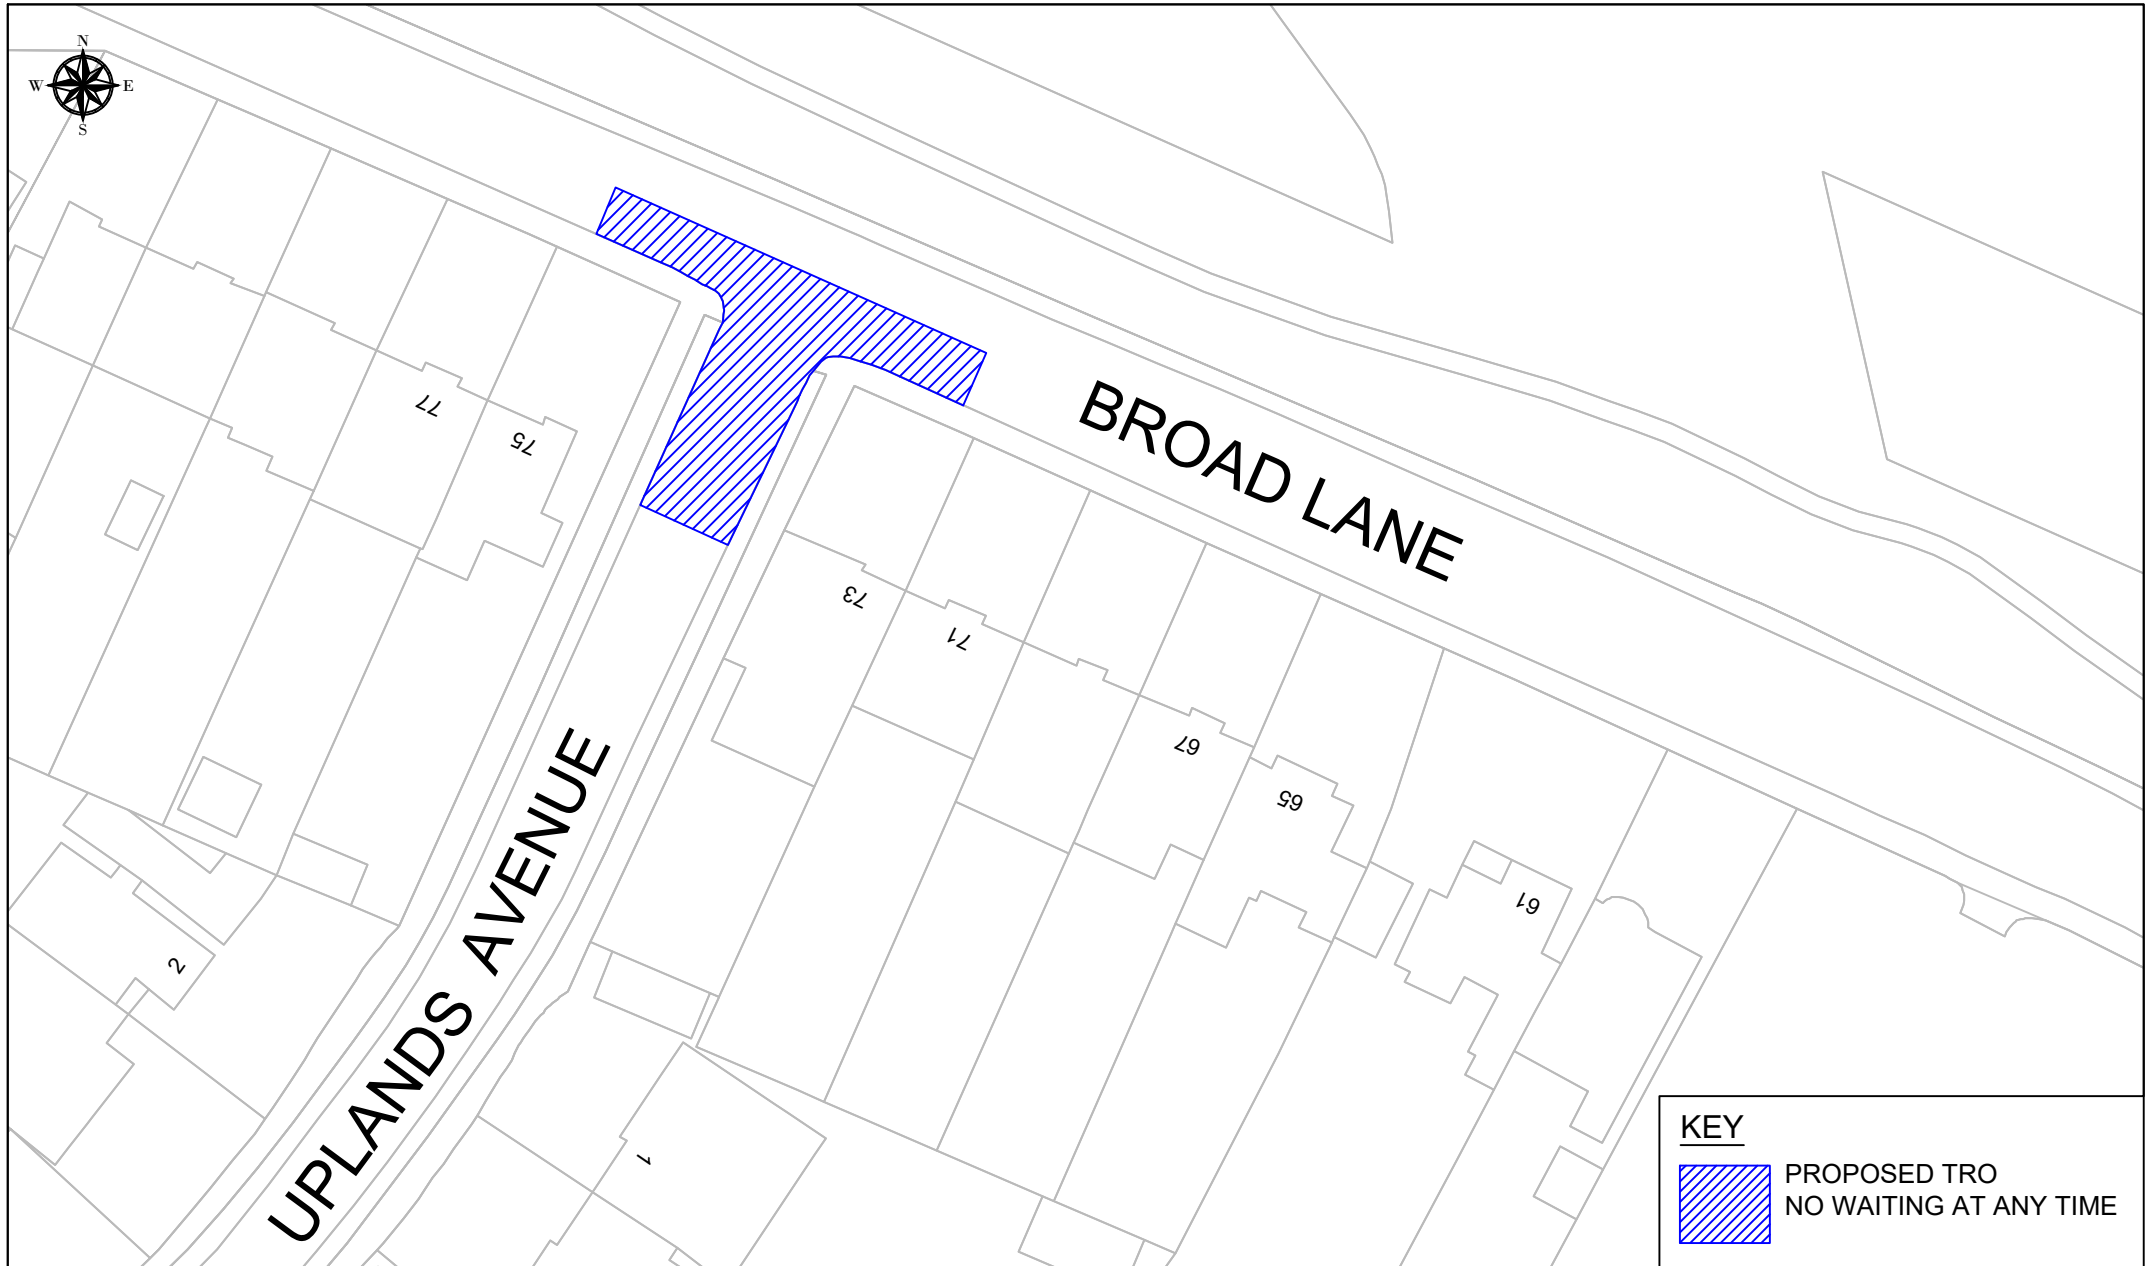 N
W E
S
77
75
BROAD LANE
73
71
67
65
61
UPLANDS AVENUE
2
1
KEY
PROPOSED TRO
NO WAITING AT ANY TIME